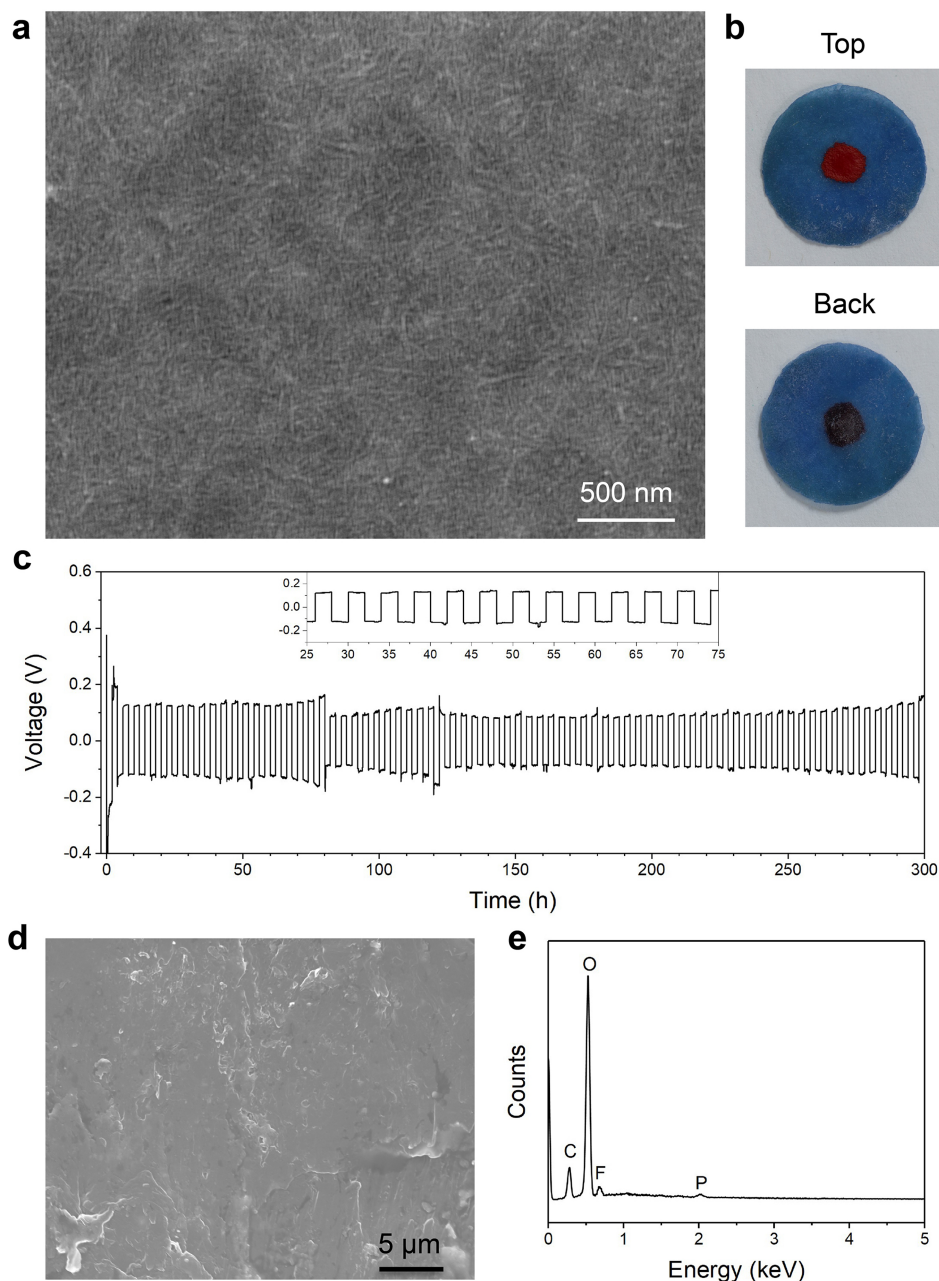 a
500 nm
b
Top
Back
c
0.6
0.4
0.2
0.0
-0.2
-0.4
Voltage (V)
0.2
0.0
-0.2
25 30 35 40 45 50 55 60 65 70 75
0 50 100 150 200 250 300
Time (h)
d
5 µm
e
Counts
C
O
F
P
0 1 2 3 4 5
Energy (keV)